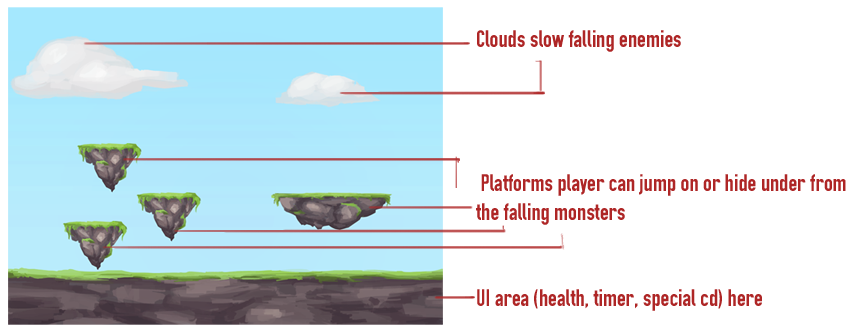 Clouds slow falling enemies
Platforms player can jump on or hide under from
the falling monsters
UI area (health, timer, special cd) here